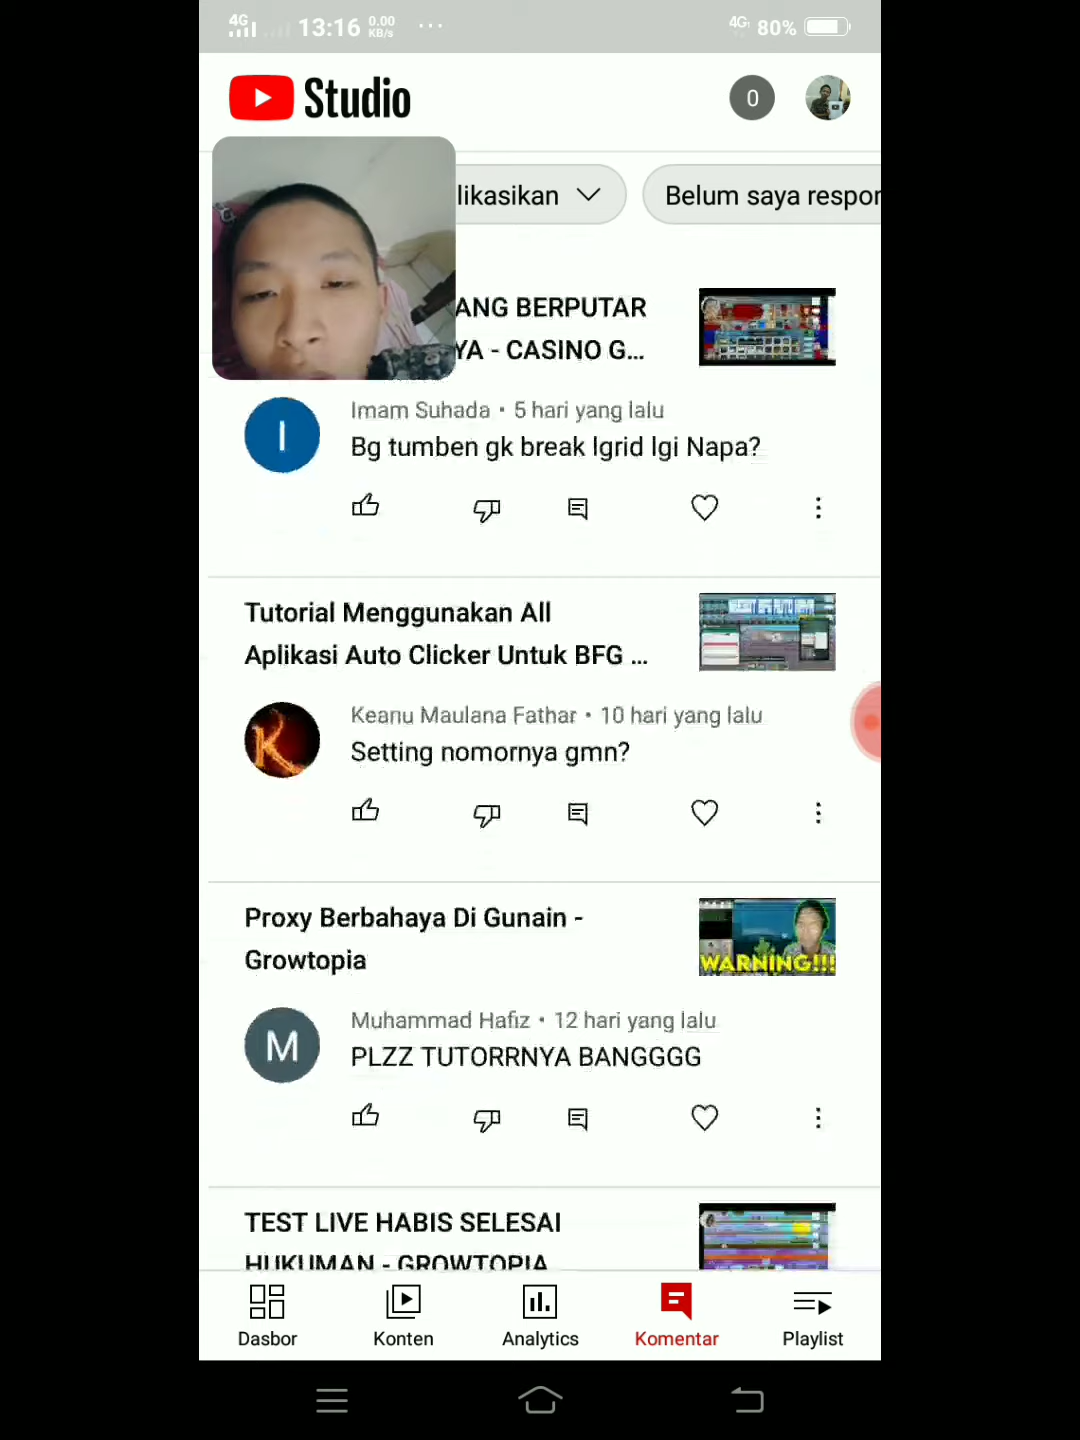 4G 13:16 0.00 KB/s ... 4G 80%
Studio
0
likasikan
Belum saya respon
ANG BERPUTAR
YA - CASINO G...
I
Imam Suhada • 5 hari yang lalu
Bg tumben gk break lgrid lgi Napa?
Tutorial Menggunakan All
Aplikasi Auto Clicker Untuk BFG ...
K
Keanu Maulana Fathar • 10 hari yang lalu
Setting nomornya gmn?
Proxy Berbahaya Di Gunain -
Growtopia
WARNING!!!
M
Muhammad Hafiz • 12 hari yang lalu
PLZZ TUTORRNYA BANGGGG
TEST LIVE HABIS SELESAI
HUKUMAN - GROWTOPIA
Dasbor
Konten
Analytics
Komentar
Playlist